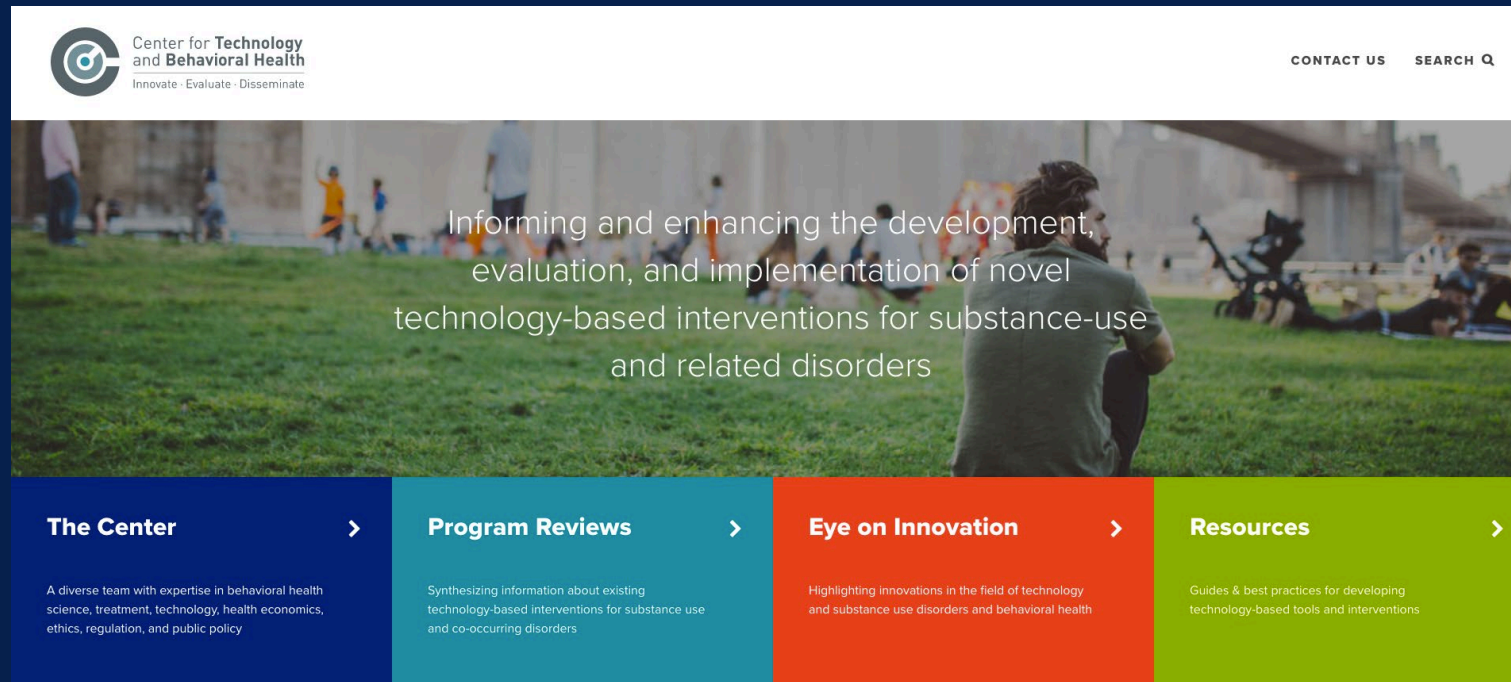 Center for Technology
and Behavioral Health
Innovate · Evaluate · Disseminate
CONTACT US SEARCH
Informing and enhancing the development,
evaluation, and implementation of novel
technology-based interventions for substance-use
and related disorders
The Center
A diverse team with expertise in behavioral health
science, treatment, technology, health economics,
ethics, regulation, and public policy
Program Reviews
Synthesizing information about existing
technology-based interventions for substance use
and co-occurring disorders
Eye on Innovation
Highlighting innovations in the field of technology
and substance use disorders and behavioral health
Resources
Guides & best practices for developing
technology-based tools and interventions